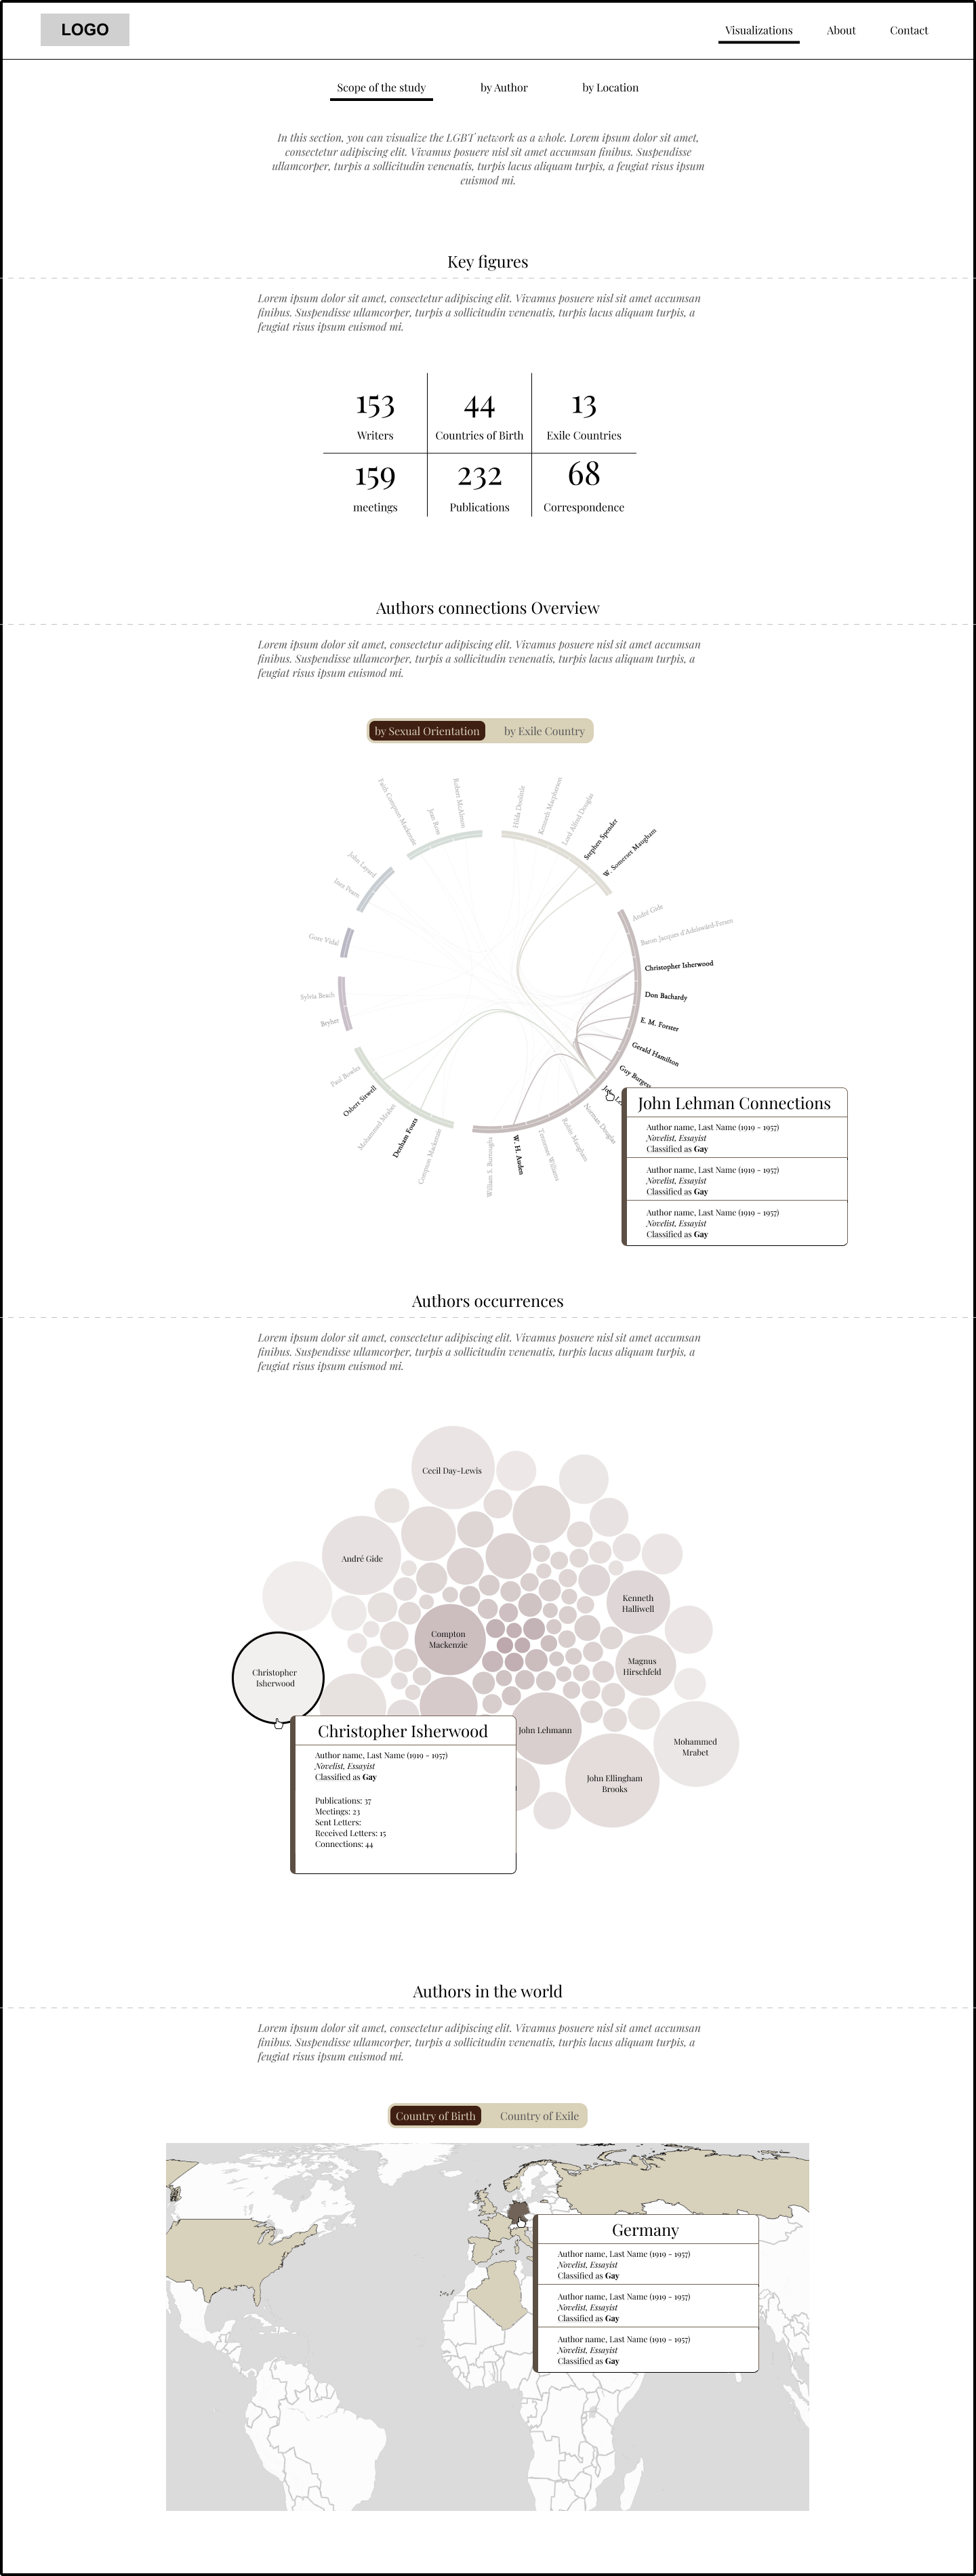 LOGO
Visualizations
About
Contact
Scope of the study
by Author
by Location
In this section, you can visualize the LGBT network as a whole. Lorem ipsum dolor sit amet,
consectetur adipiscing elit. Vivamus posuere nisl sit amet accumsan finibus. Suspendisse
ullamcorper, turpis a sollicitudin venenatis, turpis lacus aliquam turpis, a feugiat risus ipsum
euismod mi.
Key figures
Lorem ipsum dolor sit amet, consectetur adipiscing elit. Vivamus posuere nisl sit amet accumsan
finibus. Suspendisse ullamcorper, turpis a sollicitudin venenatis, turpis lacus aliquam turpis, a
feugiat risus ipsum euismod mi.
153
Writers
44
Countries of Birth
13
Exile Countries
159
meetings
232
Publications
68
Correspondence
Authors connections Overview
Lorem ipsum dolor sit amet, consectetur adipiscing elit. Vivamus posuere nisl sit amet accumsan
finibus. Suspendisse ullamcorper, turpis a sollicitudin venenatis, turpis lacus aliquam turpis, a
feugiat risus ipsum euismod mi.
by Sexual Orientation
by Exile Country
Hilda Doolittle
Kenneth Macpherson
Lord Alfred Douglas
Stephen Spender
W. Somerset Maugham
André Gide
Baron Jacques d'Adelswärd-Fersen
Christopher Isherwood
Don Bachardy
E. M. Forster
Gerald Hamilton
Guy Burgess
Norman Douglas
Robin Maugham
Tennessee Williams
W. H. Auden
William S. Burroughs
Compton Mackenzie
Denham Fouts
Mohammed Mrabet
Osbert Sitwell
Paul Bowles
Bryher
Sylvia Beach
Gore Vidal
Inez Pearn
John Layard
Faith Compton Mackenzie
Jean Ross
Robert McAlmon
John Lehman Connections
Author name, Last Name (1919 - 1957)
Novelist, Essayist
Classified as Gay
Author name, Last Name (1919 - 1957)
Novelist, Essayist
Classified as Gay
Author name, Last Name (1919 - 1957)
Novelist, Essayist
Classified as Gay
Authors occurrences
Lorem ipsum dolor sit amet, consectetur adipiscing elit. Vivamus posuere nisl sit amet accumsan
finibus. Suspendisse ullamcorper, turpis a sollicitudin venenatis, turpis lacus aliquam turpis, a
feugiat risus ipsum euismod mi.
Cecil Day-Lewis
André Gide
Kenneth
Halliwell
Compton
Mackenzie
Magnus
Hirschfeld
Christopher
Isherwood
John Lehmann
Mohammed
Mrabet
John Ellingham
Brooks
Christopher Isherwood
Author name, Last Name (1919 - 1957)
Novelist, Essayist
Classified as Gay
Publications: 37
Meetings: 23
Sent Letters:
Received Letters: 15
Connections: 44
Authors in the world
Lorem ipsum dolor sit amet, consectetur adipiscing elit. Vivamus posuere nisl sit amet accumsan
finibus. Suspendisse ullamcorper, turpis a sollicitudin venenatis, turpis lacus aliquam turpis, a
feugiat risus ipsum euismod mi.
Country of Birth
Country of Exile
Germany
Author name, Last Name (1919 - 1957)
Novelist, Essayist
Classified as Gay
Author name, Last Name (1919 - 1957)
Novelist, Essayist
Classified as Gay
Author name, Last Name (1919 - 1957)
Novelist, Essayist
Classified as Gay